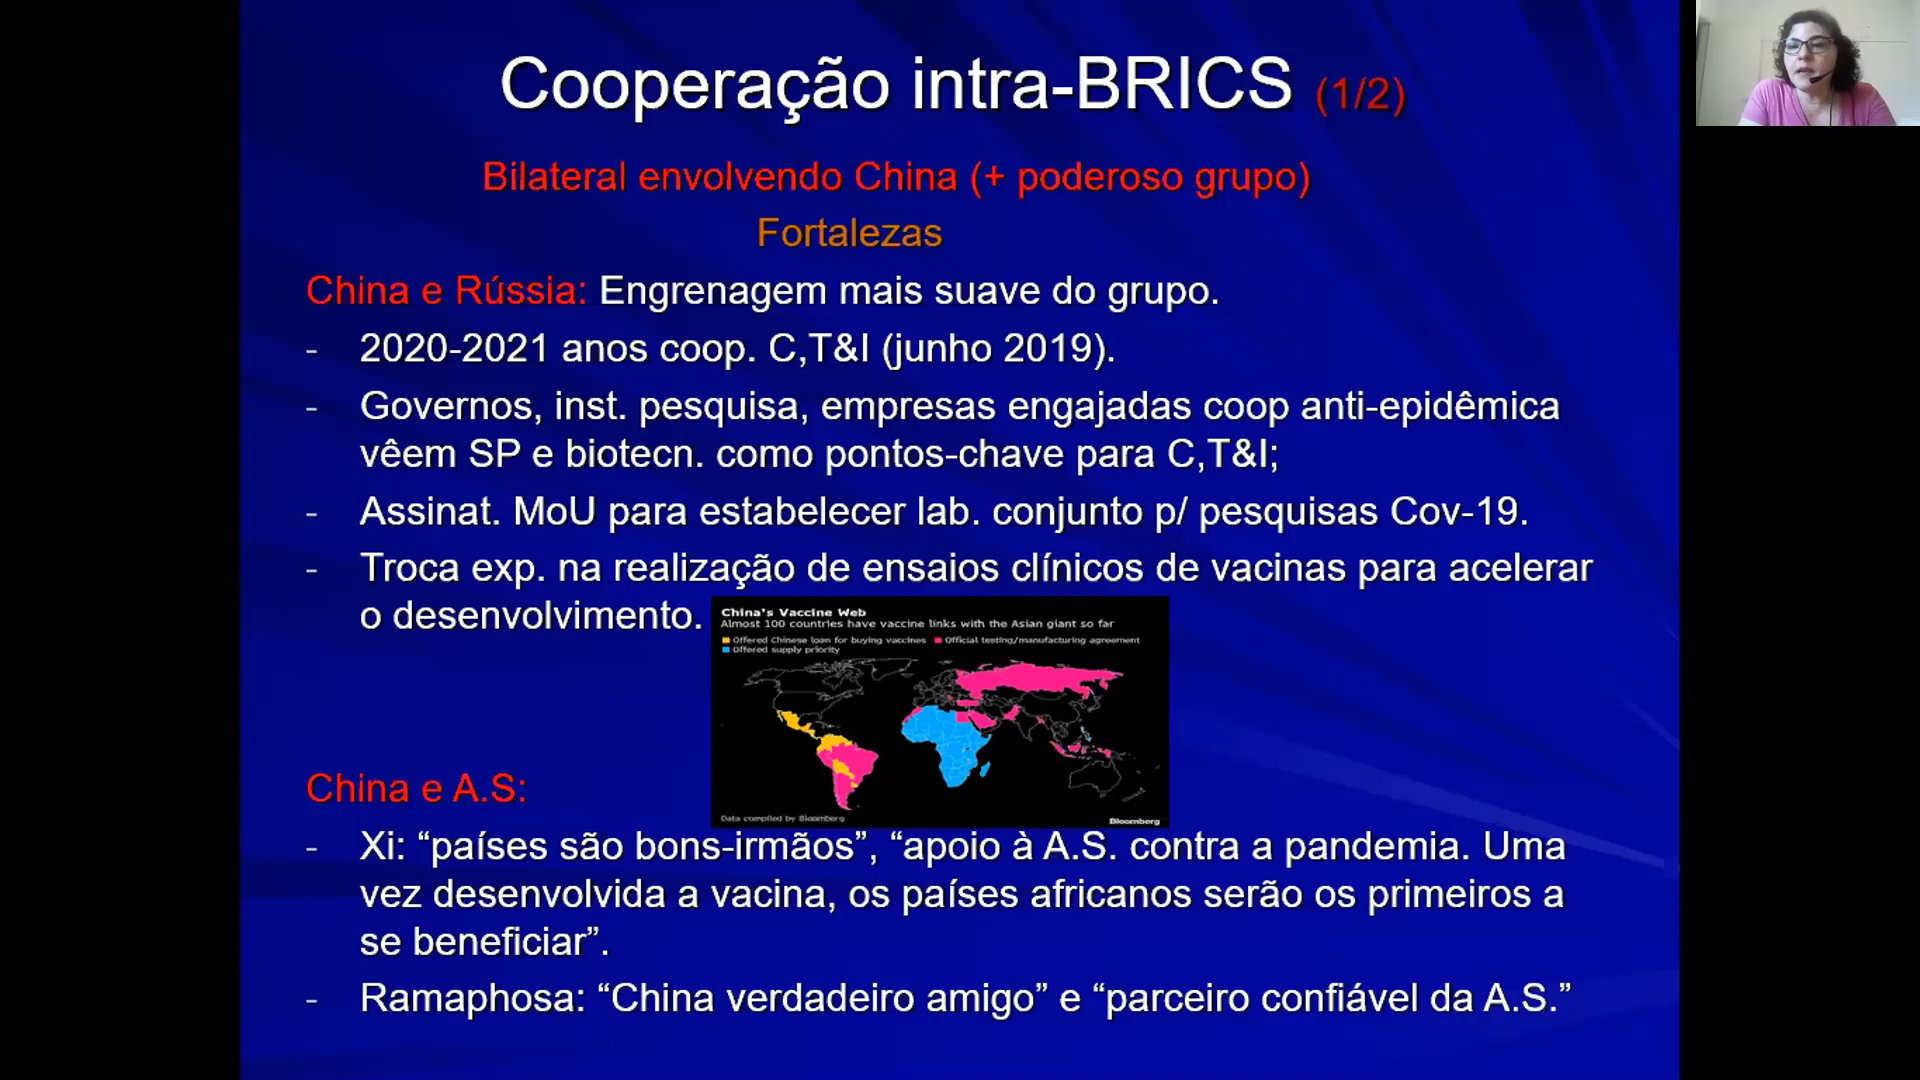 Cooperação intra-BRICS (1/2)
Bilateral envolvendo China (+ poderoso grupo)
Fortalezas
China e Rússia: Engrenagem mais suave do grupo.
- 2020-2021 anos coop. C,T&I (junho 2019).
- Governos, inst. pesquisa, empresas engajadas coop anti-epidêmica
vêem SP e biotecn. como pontos-chave para C,T&I;
- Assinat. MoU para estabelecer lab. conjunto p/ pesquisas Cov-19.
- Troca exp. na realização de ensaios clínicos de vacinas para acelerar
o desenvolvimento.
China's Vaccine Web
Almost 100 countries have vaccine links with the Asian giant so far
Offered Chinese loan for buying vaccines Official testing/manufacturing agreement
Offered supply priority
Data compiled by Bloomberg
Bloomberg
China e A.S:
- Xi: “países são bons-irmãos”, “apoio à A.S. contra a pandemia. Uma
vez desenvolvida a vacina, os países africanos serão os primeiros a
se beneficiar”.
- Ramaphosa: “China verdadeiro amigo” e “parceiro confiável da A.S.”